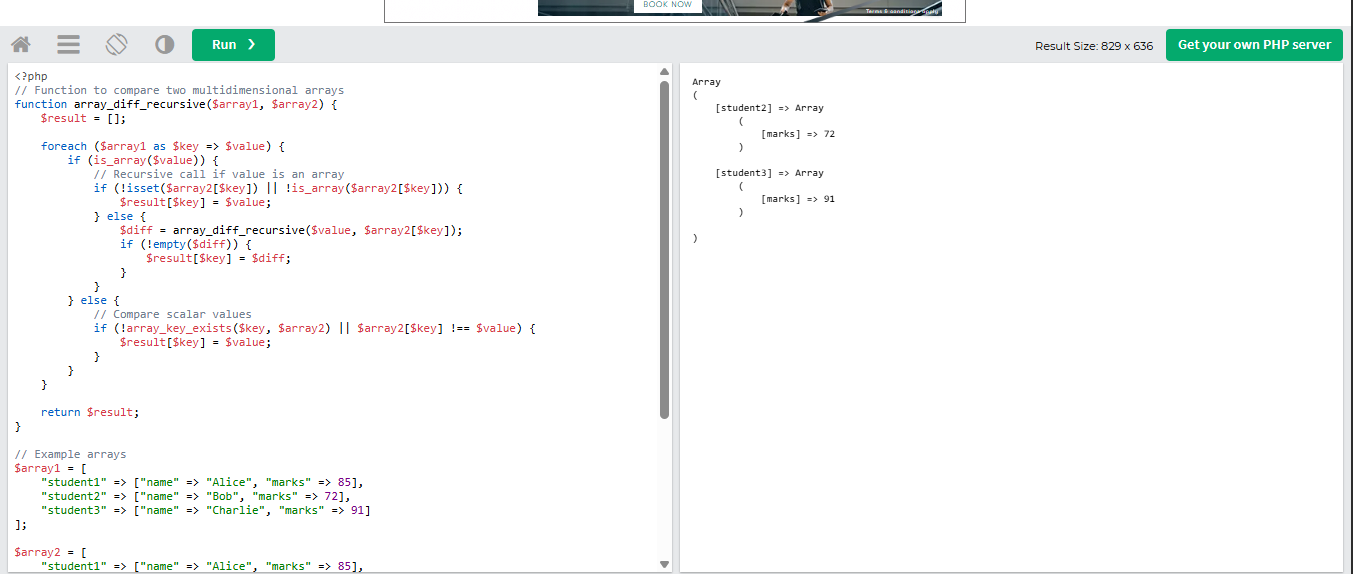 BOOK NOW
Terms & conditions apply
Run ❯
Result Size: 829 x 636
Get your own PHP server
<?php
// Function to compare two multidimensional arrays
function array_diff_recursive($array1, $array2) {
    $result = [];
    foreach ($array1 as $key => $value) {
        if (is_array($value)) {
            // Recursive call if value is an array
            if (!isset($array2[$key]) || !is_array($array2[$key])) {
                $result[$key] = $value;
            } else {
                $diff = array_diff_recursive($value, $array2[$key]);
                if (!empty($diff)) {
                    $result[$key] = $diff;
                }
            }
        } else {
            // Compare scalar values
            if (!array_key_exists($key, $array2) || $array2[$key] !== $value) {
                $result[$key] = $value;
            }
        }
    }
    return $result;
}
// Example arrays
$array1 = [
    "student1" => ["name" => "Alice", "marks" => 85],
    "student2" => ["name" => "Bob", "marks" => 72],
    "student3" => ["name" => "Charlie", "marks" => 91]
];
$array2 = [
    "student1" => ["name" => "Alice", "marks" => 85],
Array
(
    [student2] => Array
        (
            [marks] => 72
        )
    [student3] => Array
        (
            [marks] => 91
        )
)